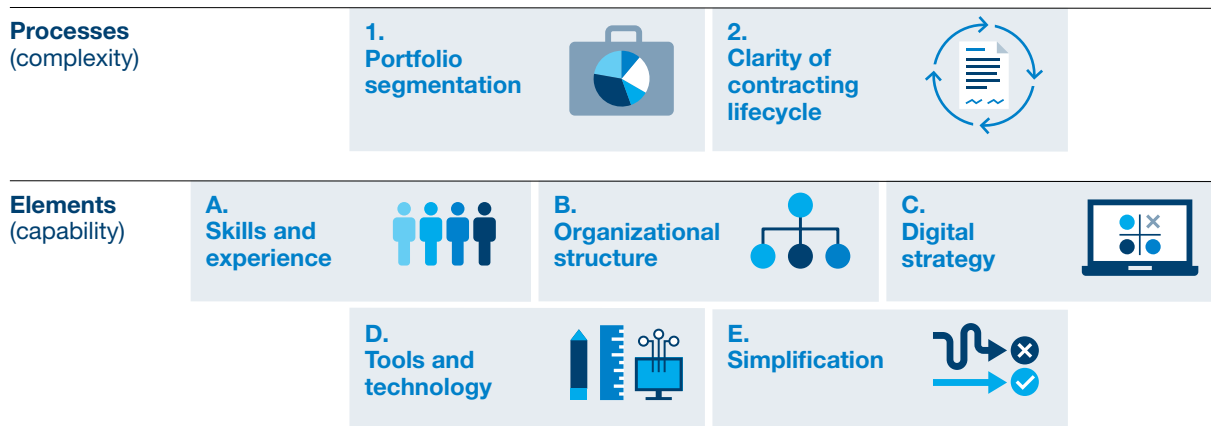 Processes
(complexity)
1.
Portfolio
segmentation
2.
Clarity of
contracting
lifecycle
Elements
(capability)
A.
Skills and
experience
B.
Organizational
structure
C.
Digital
strategy
D.
Tools and
technology
E.
Simplification